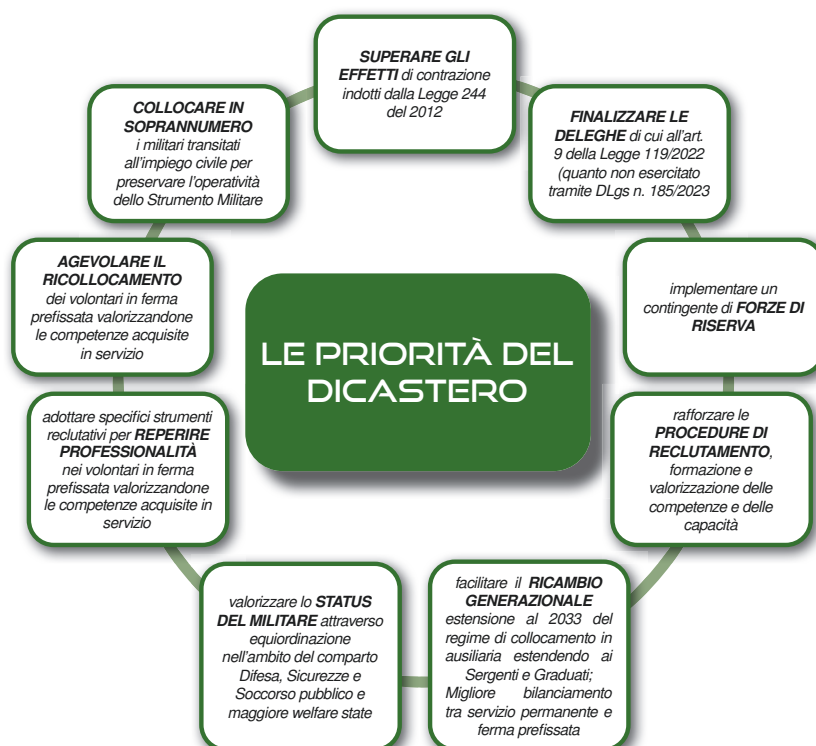 SUPERARE GLI
EFFETTI di contrazione
indotti dalla Legge 244
del 2012
FINALIZZARE LE
DELEGHE di cui all'art.
9 della Legge 119/2022
(quanto non esercitato
tramite DLgs n. 185/2023
implementare un
contingente di FORZE DI
RISERVA
rafforzare le
PROCEDURE DI
RECLUTAMENTO,
formazione e
valorizzazione delle
competenze e delle
capacità
facilitare il RICAMBIO
GENERAZIONALE
estensione al 2033 del
regime di collocamento in
ausiliaria estendendo ai
Sergenti e Graduati;
Migliore bilanciamento
tra servizio permanente e
ferma prefissata
valorizzare lo STATUS
DEL MILITARE attraverso
equiordinazione
nell'ambito del comparto
Difesa, Sicurezze e
Soccorso pubblico e
maggiore welfare state
adottare specifici strumenti
reclutativi per REPERIRE
PROFESSIONALITÀ
nei volontari in ferma
prefissata valorizzandone
le competenze acquisite in
servizio
AGEVOLARE IL
RICOLLOCAMENTO
dei volontari in ferma
prefissata valorizzandone
le competenze acquisite
in servizio
COLLOCARE IN
SOPRANNUMERO
i militari transitati
all'impiego civile per
preservare l'operatività
dello Strumento Militare
LE PRIORITÀ DEL
DICASTERO